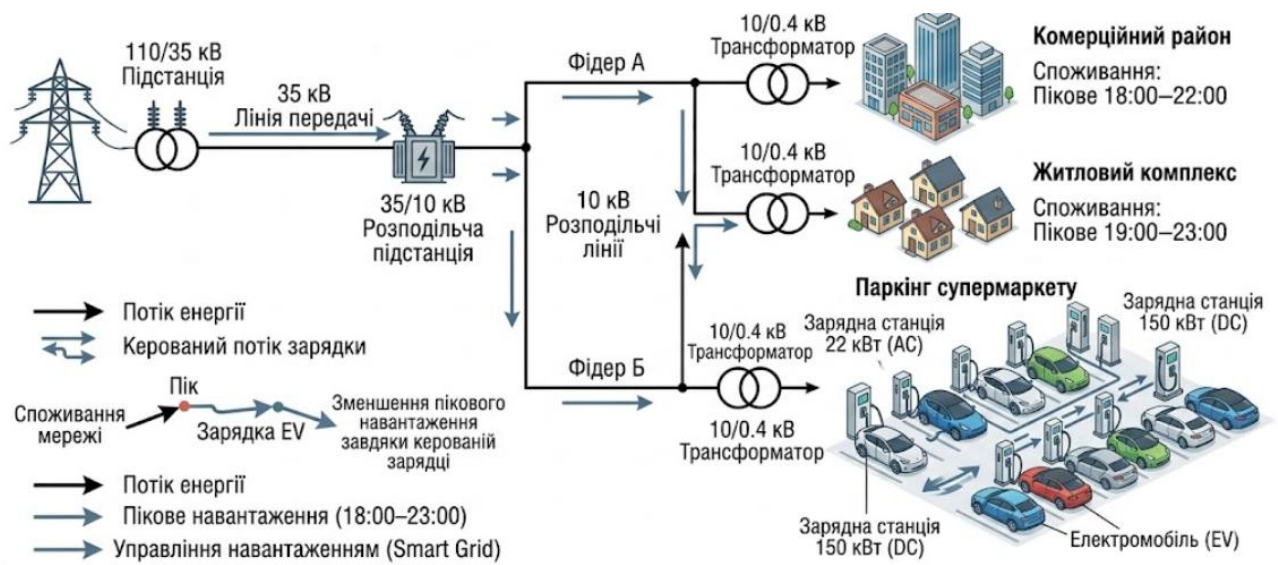 110/35 кВ
Підстанція
35 кВ
Лінія передачі
35/10 кВ
Розподільча
підстанція
Фідер А
10 кВ
Розподільчі
лінії
Фідер Б
10/0.4 кВ
Трансформатор
Комерційний район
Споживання:
Пікове 18:00–22:00
10/0.4 кВ
Трансформатор
Житловий комплекс
Споживання:
Пікове 19:00–23:00
10/0.4 кВ
Трансформатор
10/0.4 кВ
Трансформатор
Паркінг супермаркету
Зарядна станція
22 кВт (AC)
Зарядна станція
150 кВт (DC)
Зарядна станція
150 кВт (DC)
Електромобіль (EV)
Потік енергії
Керований потік зарядки
Споживання
мережі
Пік
Зарядка EV
Зменшення пікового
навантаження
завдяки керованій
зарядці
Потік енергії
Пікове навантаження (18:00–23:00)
Управління навантаженням (Smart Grid)